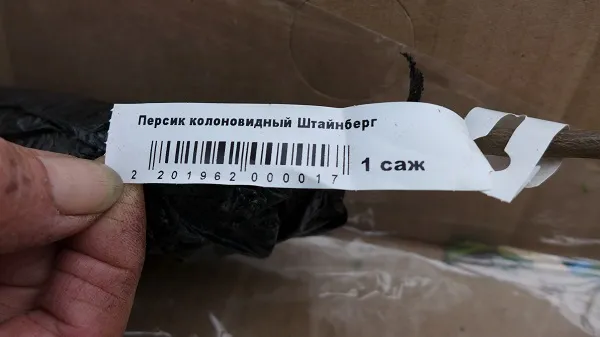 Персик колоновидный Штайнберг
2 201962 000017
1 саж